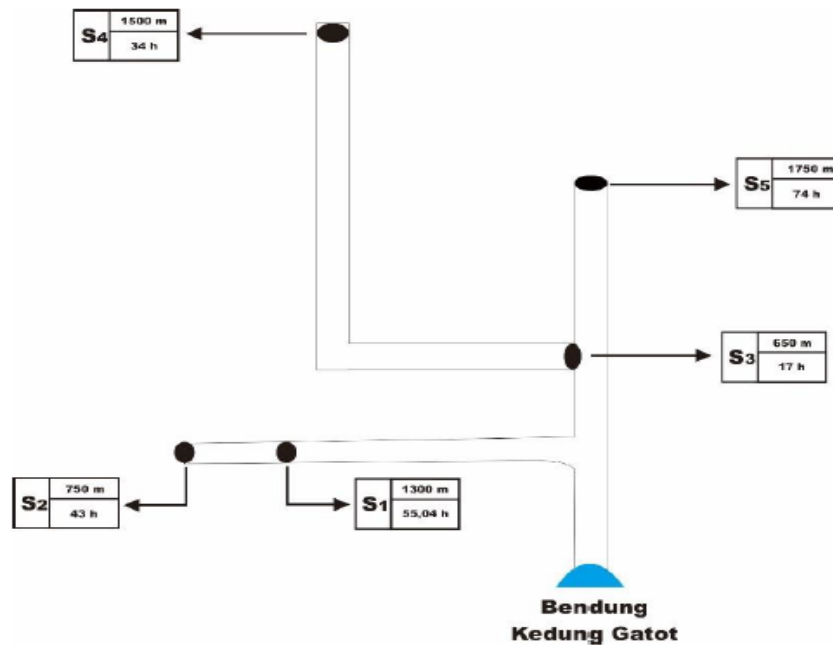 S4
1500 m
34 h
S5
1750 m
74 h
S3
650 m
17 h
S2
750 m
43 h
S1
1300 m
55,04 h
Bendung
Kedung Gatot